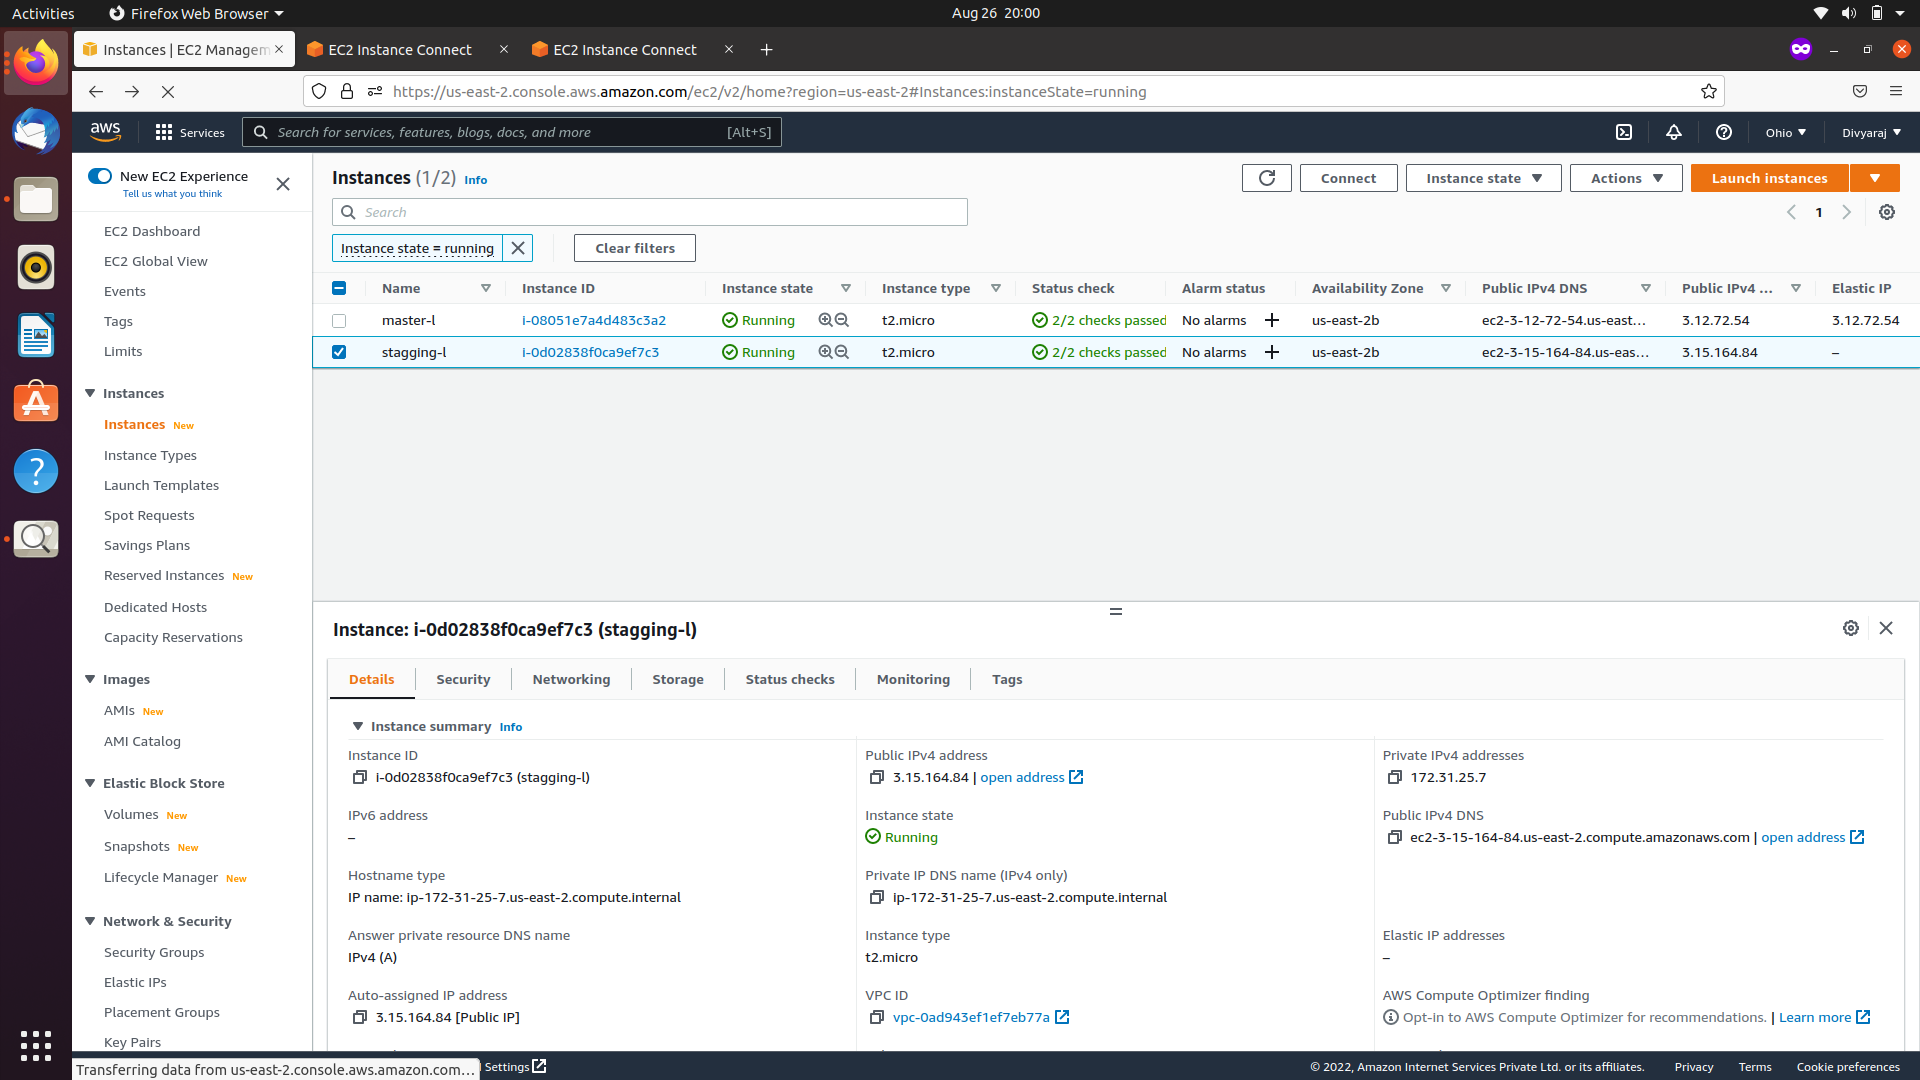 Activities
Firefox Web Browser
Aug 26 20:00
Instances | EC2 Managem
EC2 Instance Connect
EC2 Instance Connect
https://us-east-2.console.aws.amazon.com/ec2/v2/home?region=us-east-2#Instances:instanceState=running
aws
Services
Search for services, features, blogs, docs, and more
[Alt+S]
Ohio
Divyaraj
New EC2 Experience
Tell us what you think
EC2 Dashboard
EC2 Global View
Events
Tags
Limits
Instances
Instances New
Instance Types
Launch Templates
Spot Requests
Savings Plans
Reserved Instances New
Dedicated Hosts
Capacity Reservations
Images
AMIs New
AMI Catalog
Elastic Block Store
Volumes New
Snapshots New
Lifecycle Manager New
Network & Security
Security Groups
Elastic IPs
Placement Groups
Key Pairs
Instances (1/2) Info
Connect
Instance state
Actions
Launch instances
Search
1
Instance state = running
Clear filters
Name Instance ID Instance state Instance type Status check Alarm status Availability Zone Public IPv4 DNS Public IPv4 ... Elastic IP
master-l i-08051e7a4d483c3a2 Running t2.micro 2/2 checks passed No alarms us-east-2b ec2-3-12-72-54.us-east... 3.12.72.54 3.12.72.54
stagging-l i-0d02838f0ca9ef7c3 Running t2.micro 2/2 checks passed No alarms us-east-2b ec2-3-15-164-84.us-eas... 3.15.164.84 –
Instance: i-0d02838f0ca9ef7c3 (stagging-l)
Details Security Networking Storage Status checks Monitoring Tags
Instance summary Info
Instance ID
i-0d02838f0ca9ef7c3 (stagging-l)
Public IPv4 address
3.15.164.84 | open address
Private IPv4 addresses
172.31.25.7
IPv6 address
–
Instance state
Running
Public IPv4 DNS
ec2-3-15-164-84.us-east-2.compute.amazonaws.com | open address
Hostname type
IP name: ip-172-31-25-7.us-east-2.compute.internal
Private IP DNS name (IPv4 only)
ip-172-31-25-7.us-east-2.compute.internal
Answer private resource DNS name
IPv4 (A)
Instance type
t2.micro
Elastic IP addresses
–
Auto-assigned IP address
3.15.164.84 [Public IP]
VPC ID
vpc-0ad943ef1ef7eb77a
AWS Compute Optimizer finding
Opt-in to AWS Compute Optimizer for recommendations. | Learn more
Transferring data from us-east-2.console.aws.amazon.com...
Settings
© 2022, Amazon Internet Services Private Ltd. or its affiliates.
Privacy
Terms
Cookie preferences